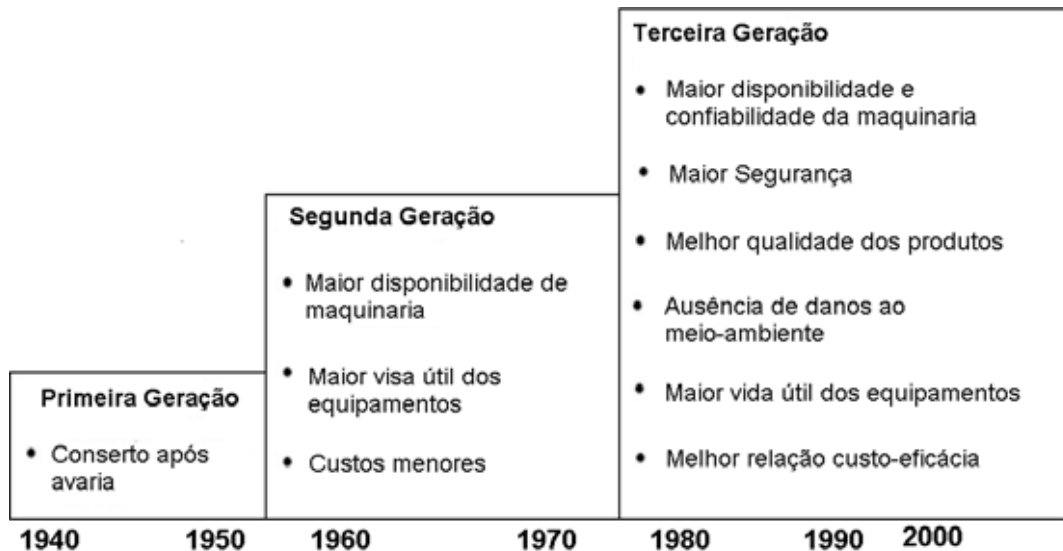 Primeira Geração
• Conserto após
avaria
Segunda Geração
• Maior disponibilidade de
maquinaria
• Maior visa útil dos
equipamentos
• Custos menores
Terceira Geração
• Maior disponibilidade e
confiabilidade da maquinaria
• Maior Segurança
• Melhor qualidade dos produtos
• Ausência de danos ao
meio-ambiente
• Maior vida útil dos equipamentos
• Melhor relação custo-eficácia
1940 1950 1960 1970 1980 1990 2000